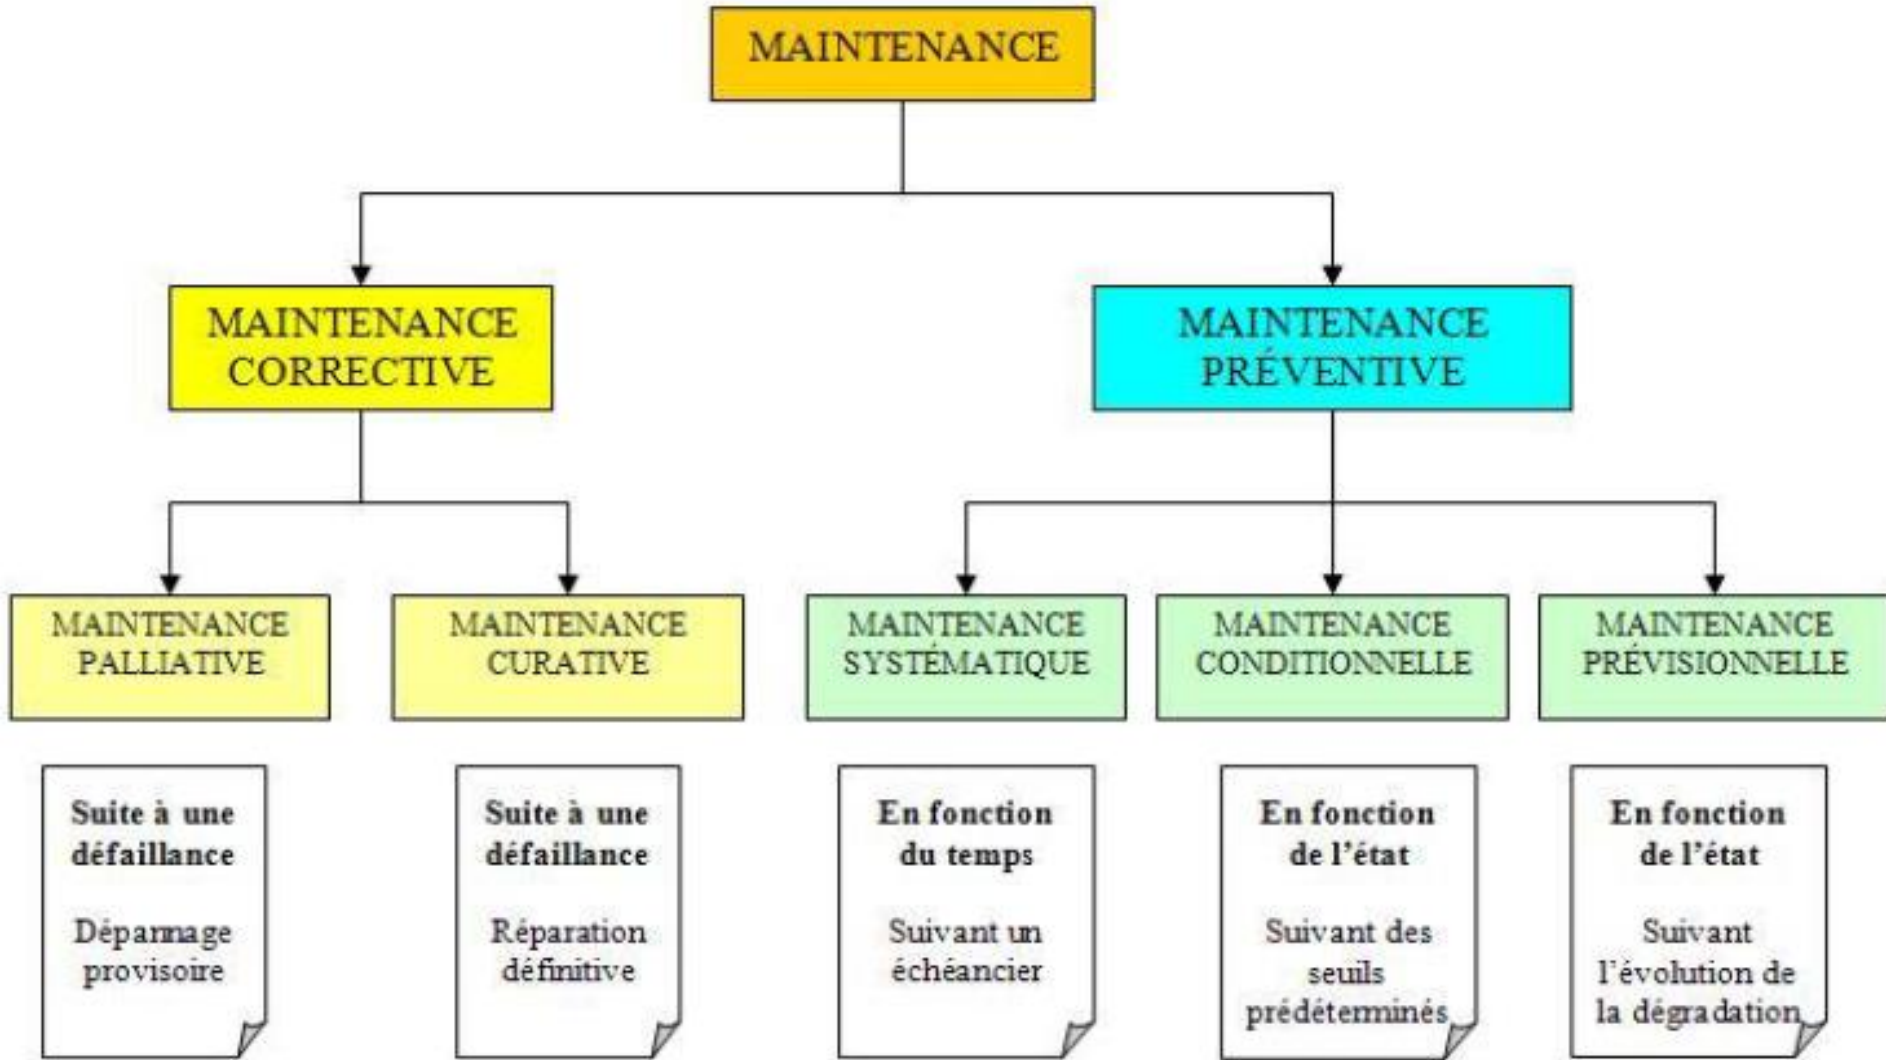 MAINTENANCE
MAINTENANCE
CORRECTIVE
MAINTENANCE
PRÉVENTIVE
MAINTENANCE
PALLIATIVE
MAINTENANCE
CURATIVE
MAINTENANCE
SYSTÉMATIQUE
MAINTENANCE
CONDITIONNELLE
MAINTENANCE
PRÉVISIONNELLE
Suite à une
défaillance
Dépannage
provisoire
Suite à une
défaillance
Réparation
définitive
En fonction
du temps
Suivant un
échéancier
En fonction
de l'état
Suivant des
seuils
prédéterminés
En fonction
de l'état
Suivant
l'évolution de
la dégradation